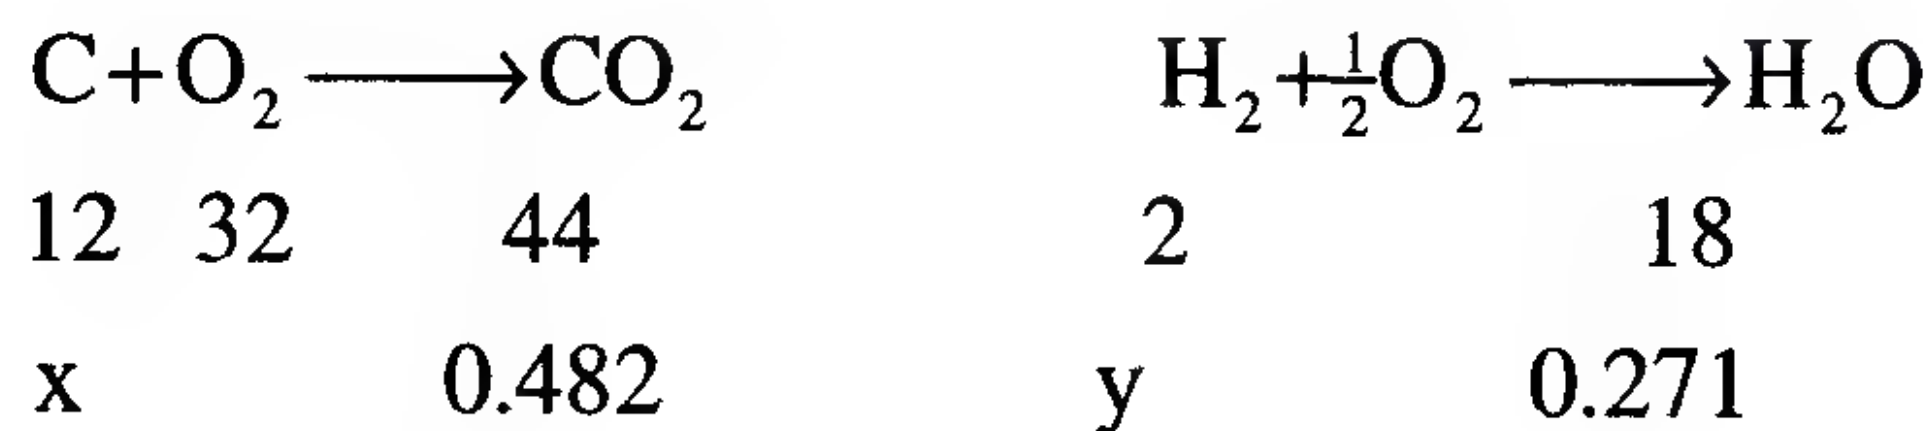 C+O₂ ⟶ CO₂ H₂+½O₂ ⟶ H₂O
12 32 44 2 18
x 0.482 y 0.271